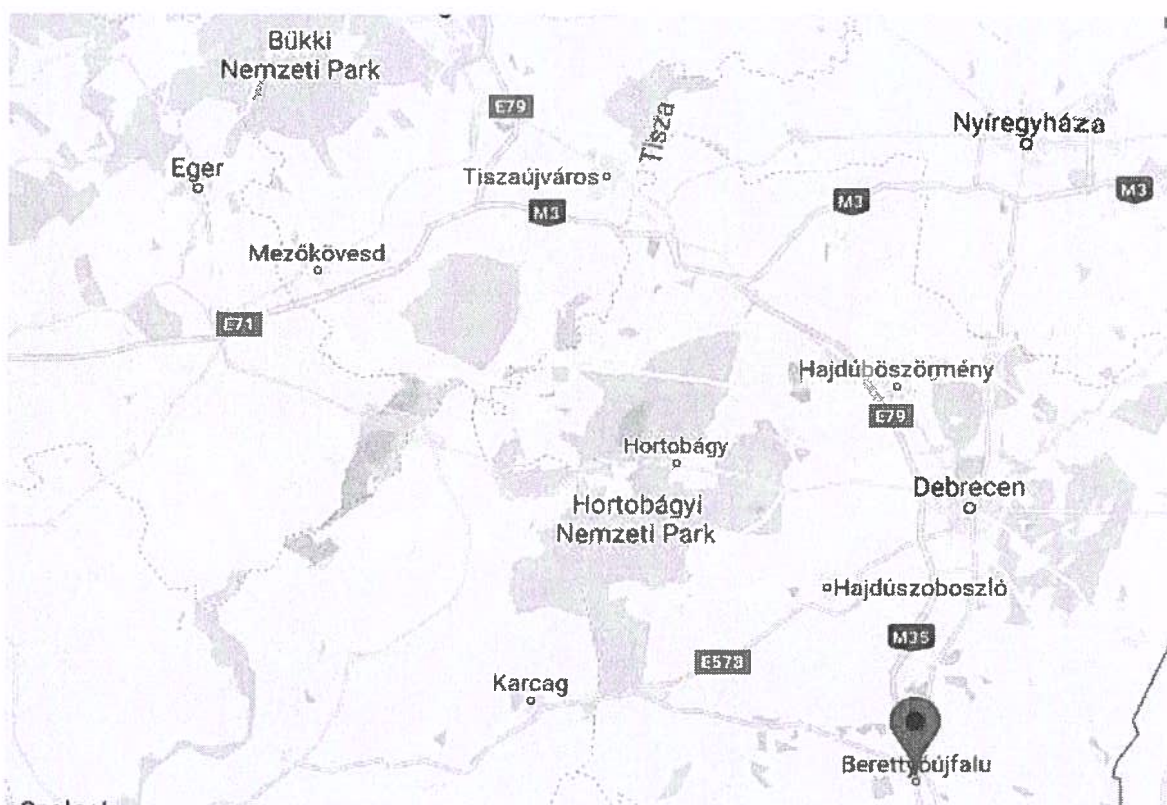 Bükki
Nemzeti Park
E79
Tisza
Nyíregyháza
Eger
Tiszaújváros
M3
M3
M3
Mezőkövesd
E71
Hajdúböszörmény
E79
Hortobágy
Debrecen
Hortobágyi
Nemzeti Park
Hajdúszoboszló
M35
E573
Karcag
Berettyóújfalu